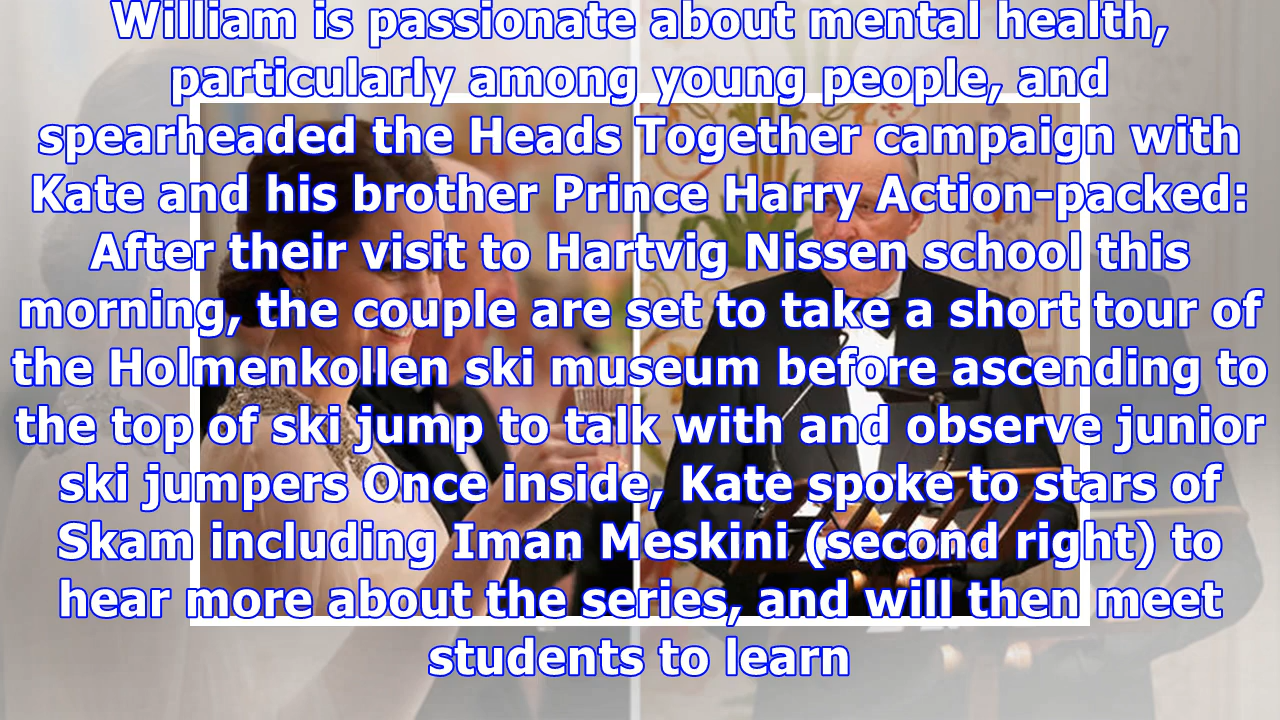 William is passionate about mental health,
particularly among young people, and
spearheaded the Heads Together campaign with
Kate and his brother Prince Harry Action-packed:
After their visit to Hartvig Nissen school this
morning, the couple are set to take a short tour of
the Holmenkollen ski museum before ascending to
the top of ski jump to talk with and observe junior
ski jumpers Once inside, Kate spoke to stars of
Skam including Iman Meskini (second right) to
hear more about the series, and will then meet
students to learn